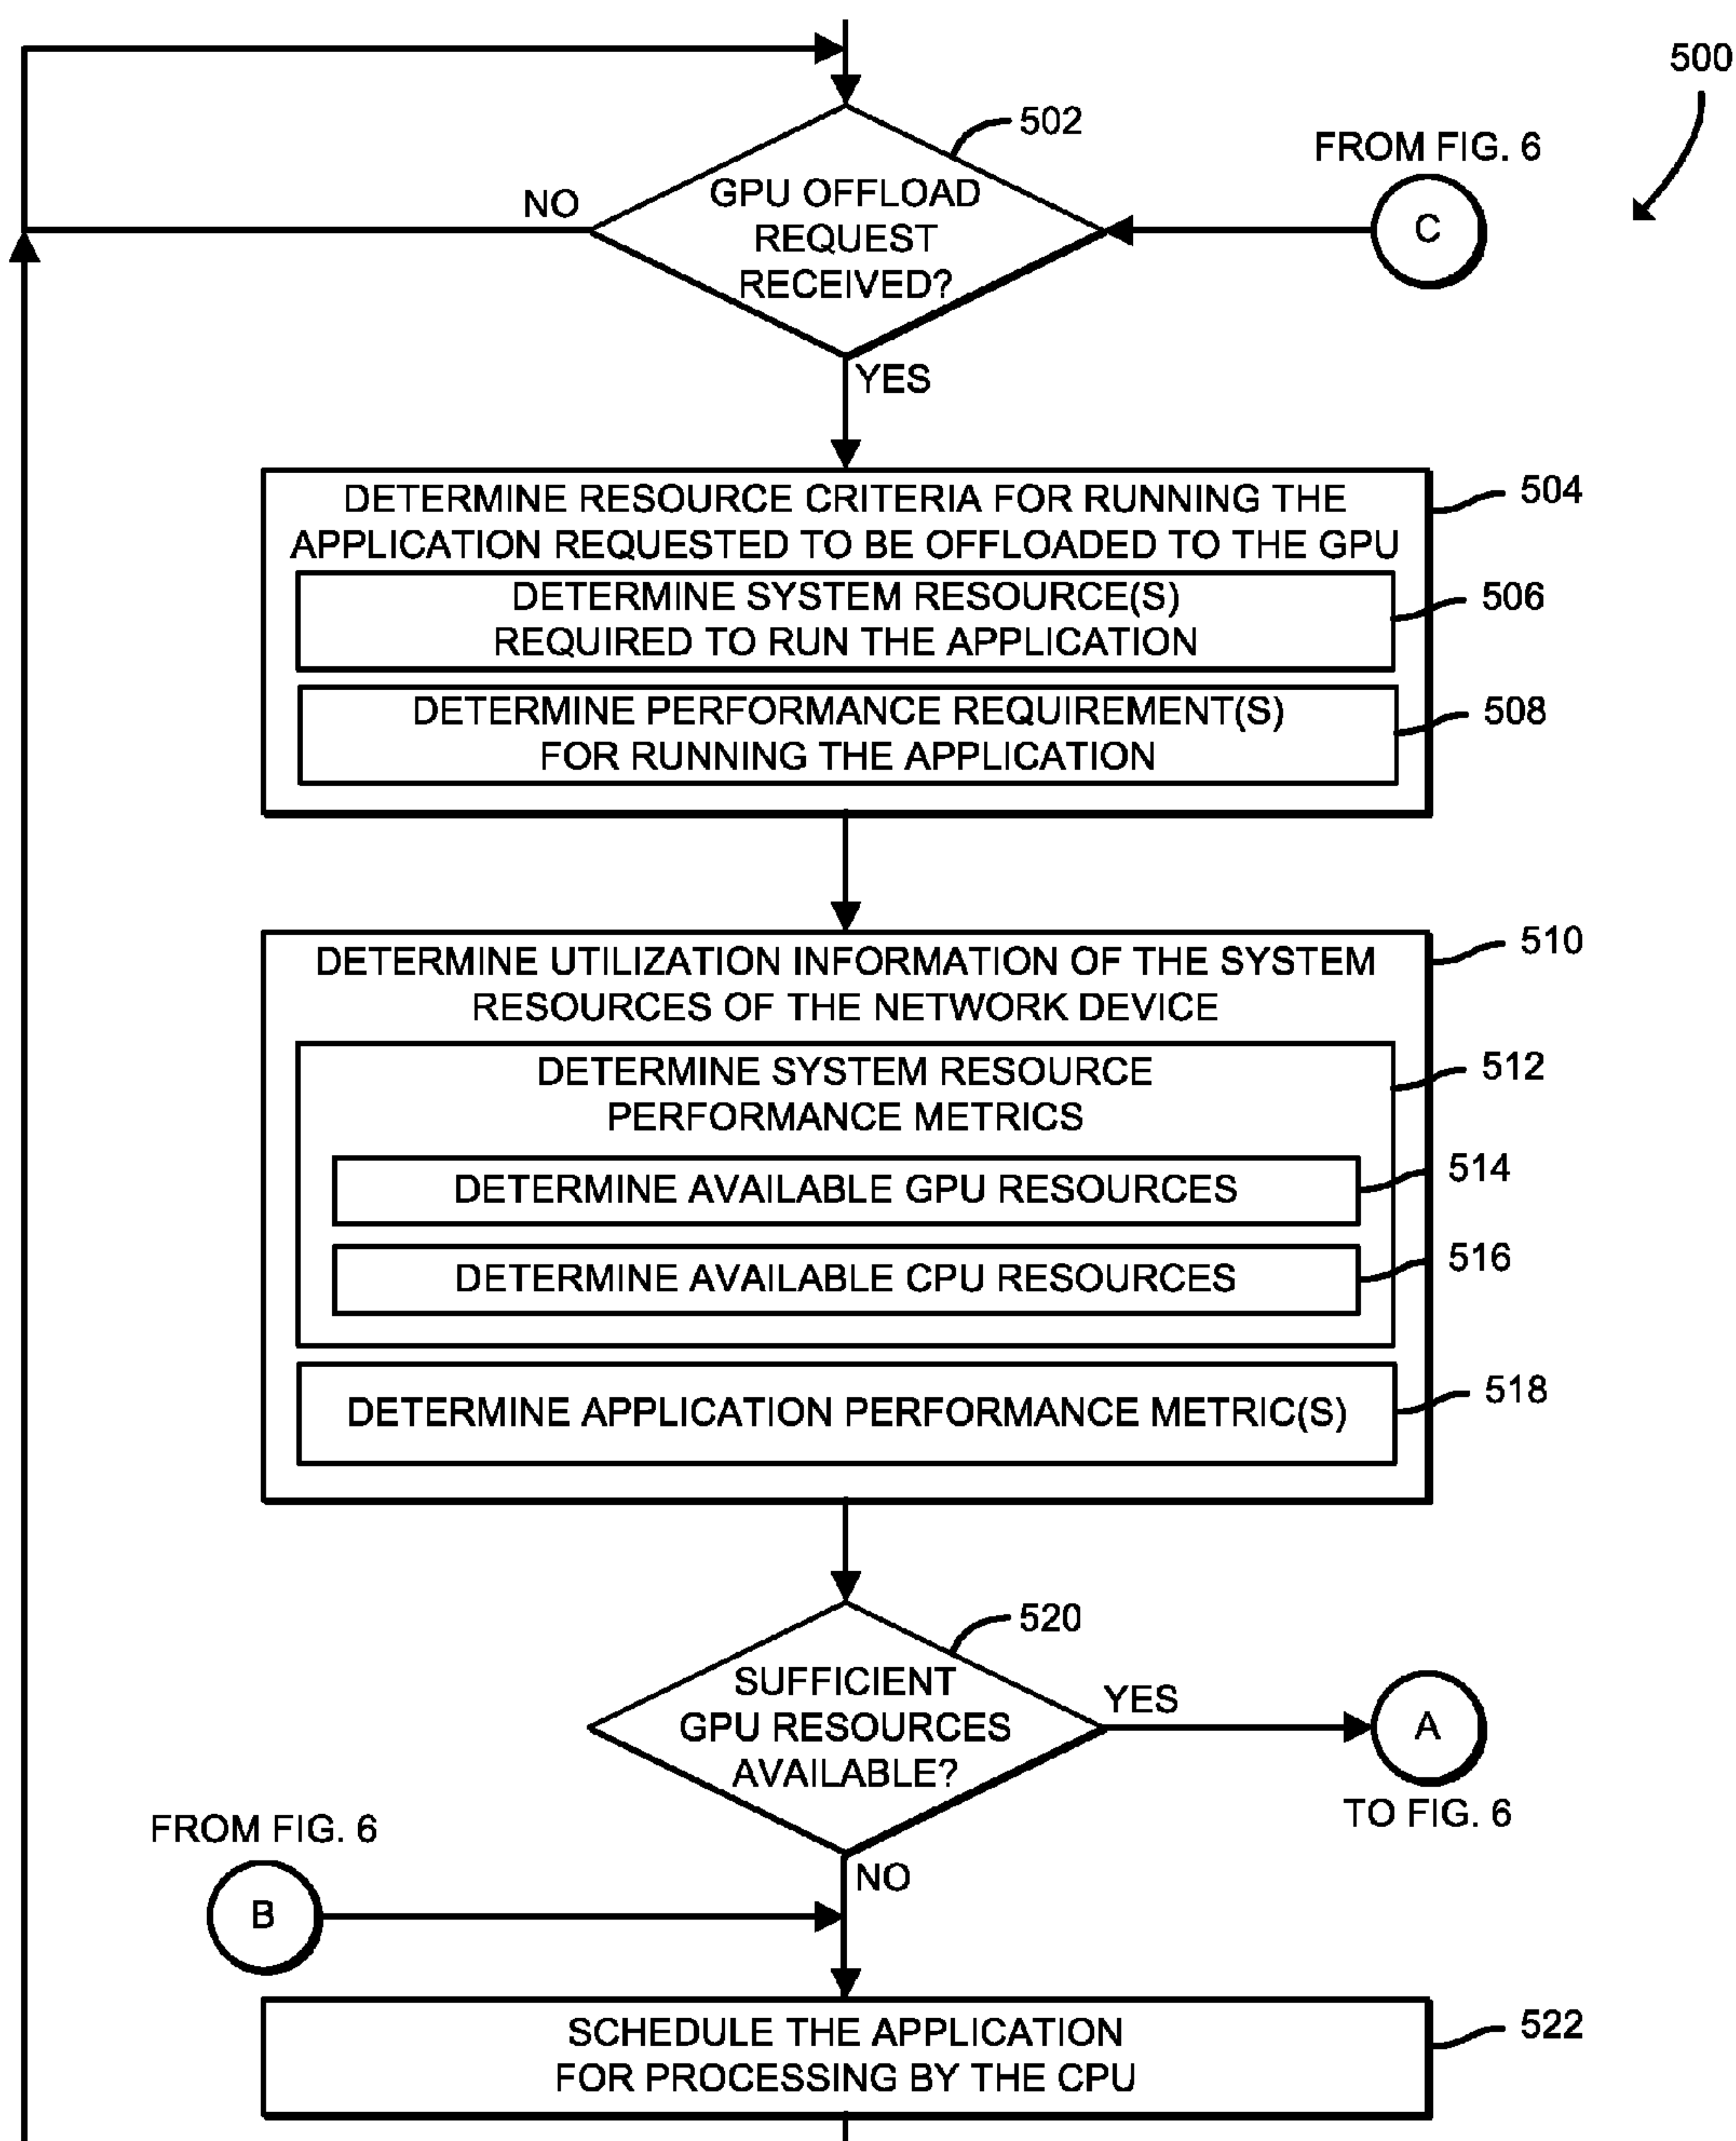 500
502
FROM FIG. 6
C
GPU OFFLOAD
REQUEST
RECEIVED?
NO
YES
DETERMINE RESOURCE CRITERIA FOR RUNNING THE
APPLICATION REQUESTED TO BE OFFLOADED TO THE GPU
504
DETERMINE SYSTEM RESOURCE(S)
REQUIRED TO RUN THE APPLICATION
506
DETERMINE PERFORMANCE REQUIREMENT(S)
FOR RUNNING THE APPLICATION
508
DETERMINE UTILIZATION INFORMATION OF THE SYSTEM
RESOURCES OF THE NETWORK DEVICE
510
DETERMINE SYSTEM RESOURCE
PERFORMANCE METRICS
512
DETERMINE AVAILABLE GPU RESOURCES
514
DETERMINE AVAILABLE CPU RESOURCES
516
DETERMINE APPLICATION PERFORMANCE METRIC(S)
518
520
SUFFICIENT
GPU RESOURCES
AVAILABLE?
YES
A
TO FIG. 6
NO
FROM FIG. 6
B
SCHEDULE THE APPLICATION
FOR PROCESSING BY THE CPU
522